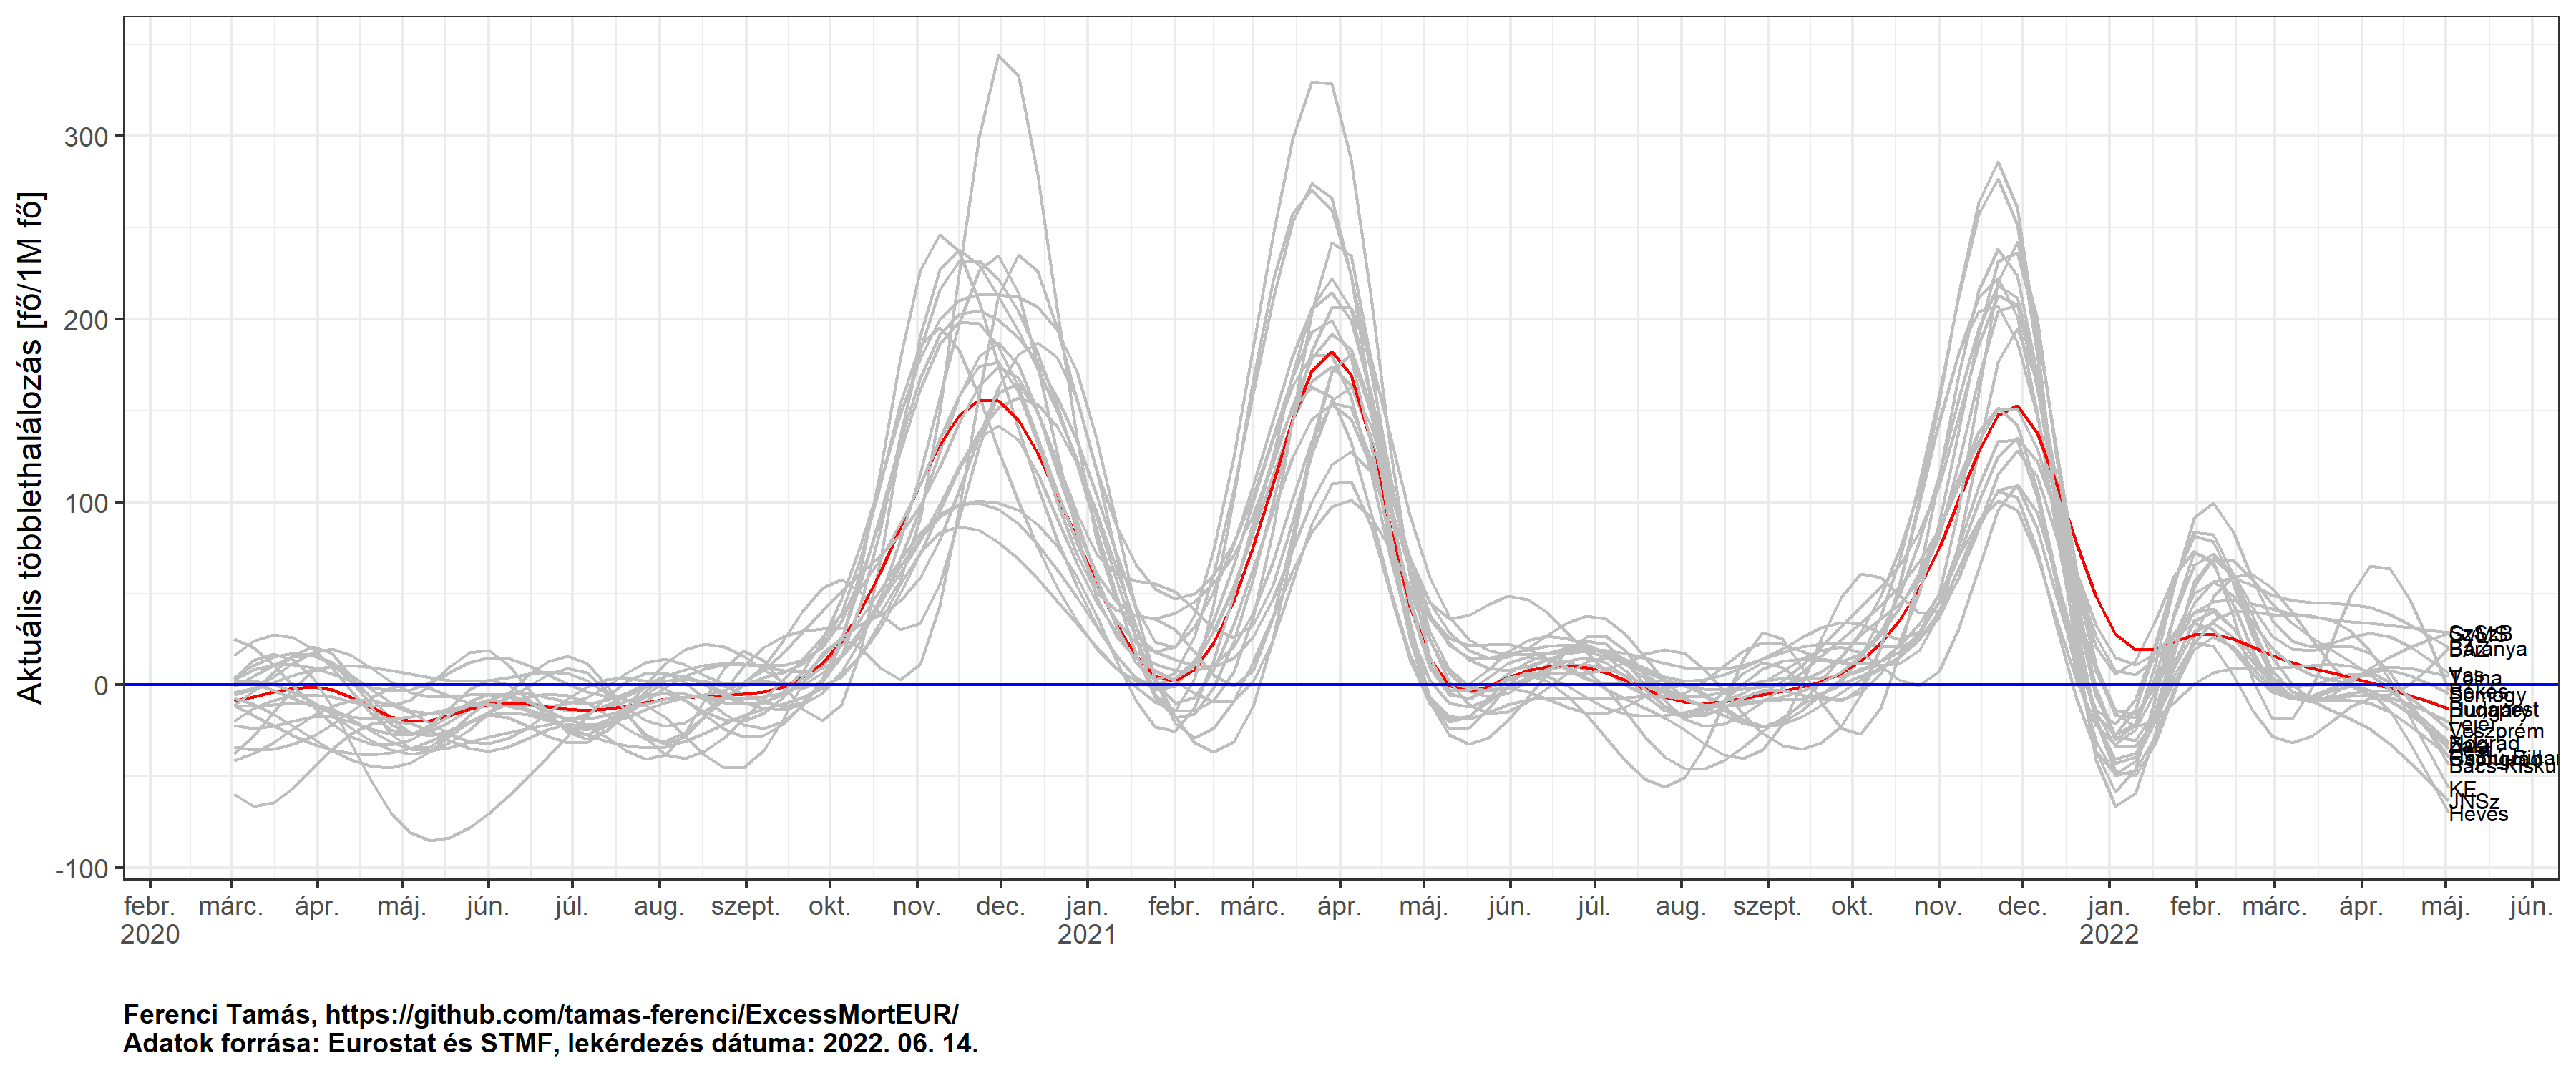 Aktuális többlethalálozás [fő/1M fő]
300
200
100
0
-100
febr. márc. ápr. máj. jún. júl. aug. szept. okt. nov. dec. jan. febr. márc. ápr. máj. jún. júl. aug. szept. okt. nov. dec. jan. febr. márc. ápr. máj. jún.
2020 2021 2022
Baranya
Vas
Tolna
Somogy
Budapest
Hungary
Fejér
Veszprém
Nógrád
Bács-Kisku
KE
JNSz
Heves
Ferenci Tamás, https://github.com/tamas-ferenci/ExcessMortEUR/
Adatok forrása: Eurostat és STMF, lekérdezés dátuma: 2022. 06. 14.